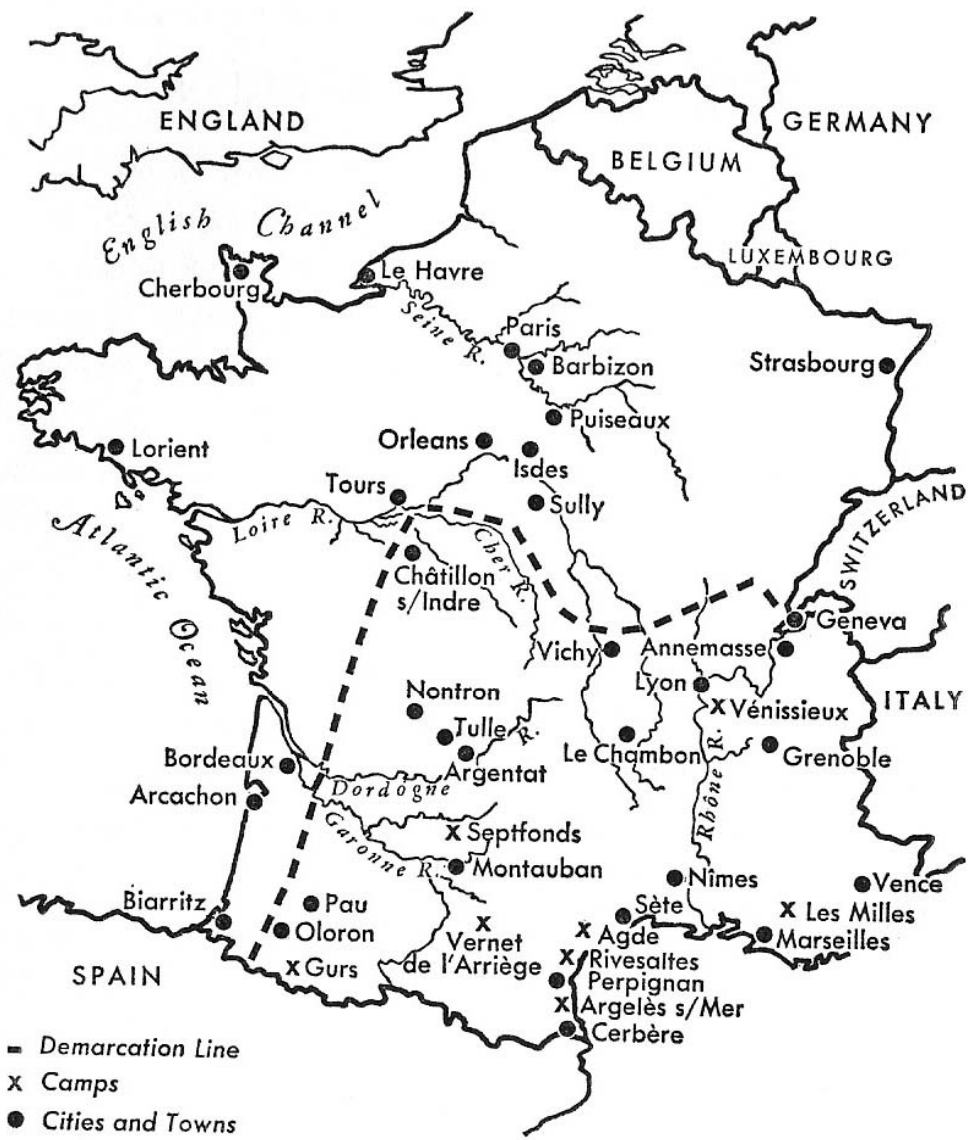 ENGLAND
GERMANY
BELGIUM
English Channel
LUXEMBOURG
Le Havre
Cherbourg
Seine R.
Paris
Barbizon
Strasbourg
Puiseaux
Orleans
Lorient
Isdes
Tours
Sully
Loire R.
Atlantic Ocean
Cher R.
SWITZERLAND
Châtillon
s/Indre
Geneva
Vichy
Annemasse
Lyon
Nontron
ITALY
x Vénissieux
Tulle
Le Chambon
Grenoble
Bordeaux
Argentat
Dordogne R.
Arcachon
Rhône R.
Garonne R.
x Septfonds
Montauban
Nîmes
Vence
Biarritz
Pau
Sète
x Les Milles
Oloron
x Vernet
de l'Arriège
x Agde
Marseilles
SPAIN
x Gurs
x Rivesaltes
Perpignan
x Argelès s/Mer
Cerbère
Demarcation Line
x Camps
Cities and Towns